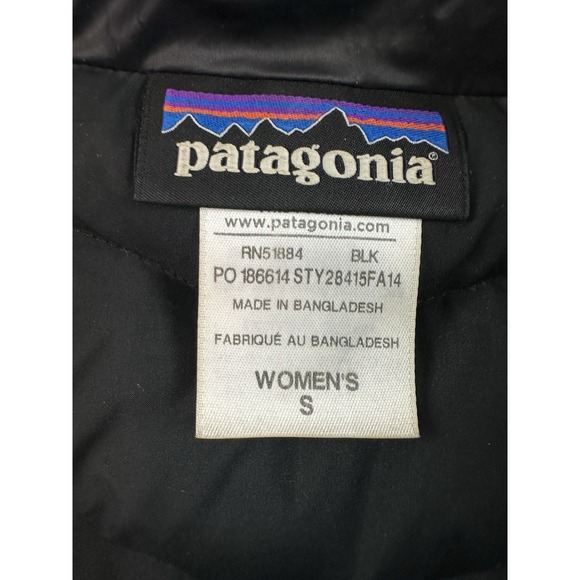 patagonia®
www.patagonia.com
RN51884 BLK
PO 186614 STY28415FA14
MADE IN BANGLADESH
FABRIQUÉ AU BANGLADESH
WOMEN'S
S